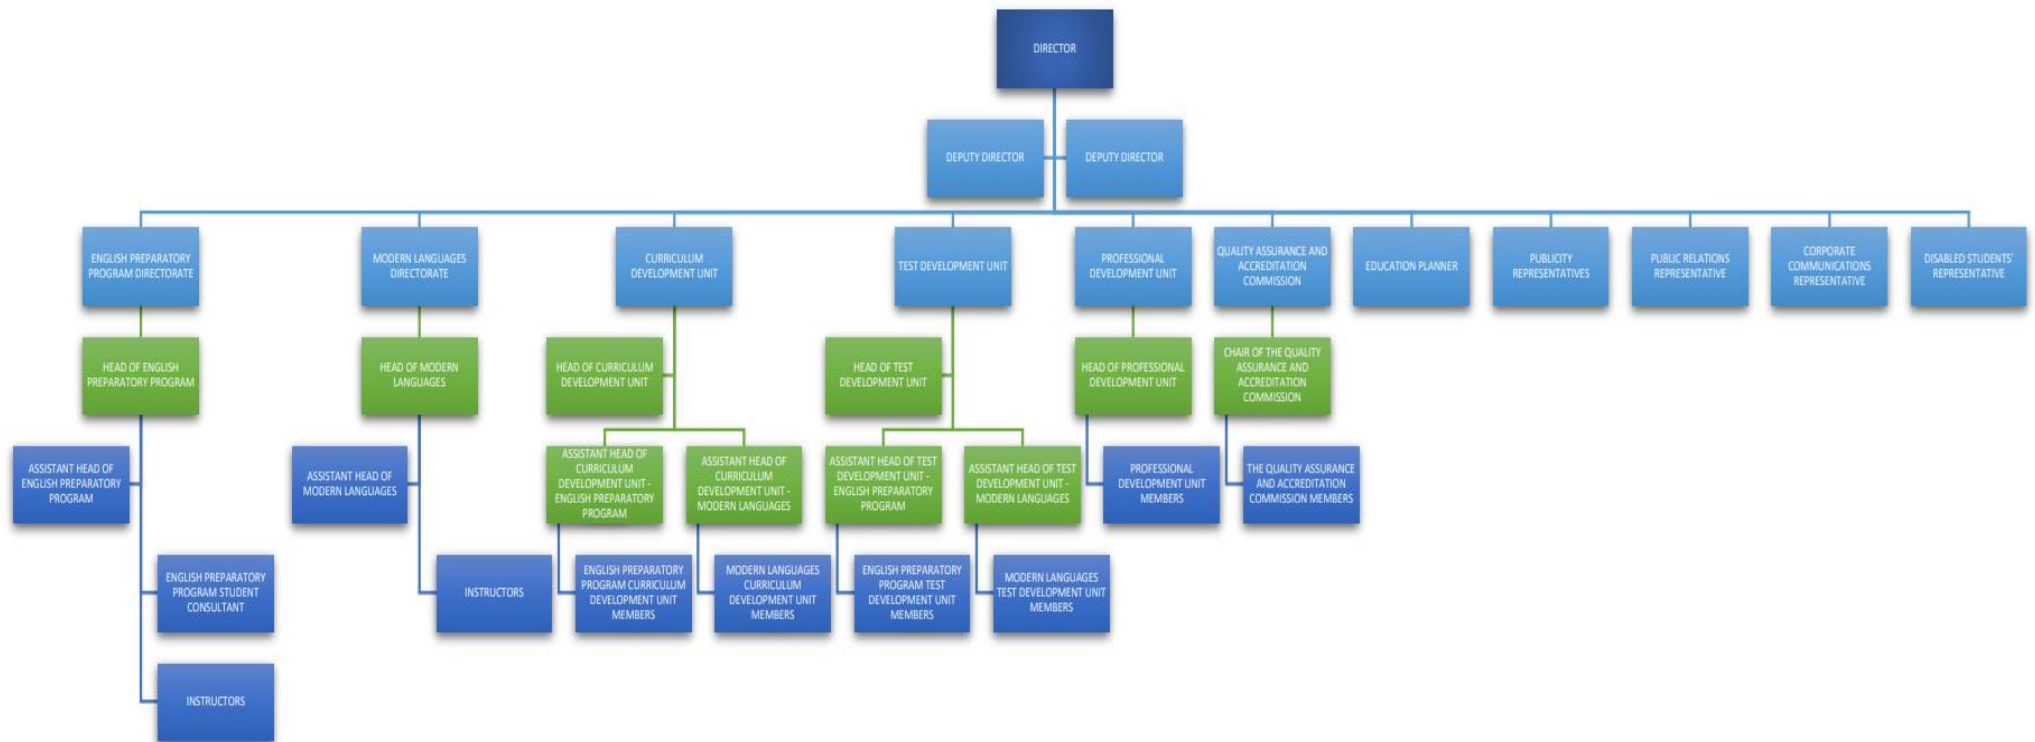 DIRECTOR
DEPUTY DIRECTOR
DEPUTY DIRECTOR
ENGLISH PREPARATORY
PROGRAM DIRECTORATE
MODERN LANGUAGES
DIRECTORATE
CURRICULUM
DEVELOPMENT UNIT
TEST DEVELOPMENT UNIT
PROFESSIONAL
DEVELOPMENT UNIT
QUALITY ASSURANCE AND
ACCREDITATION
COMMISSION
EDUCATION PLANNER
PUBLICITY
REPRESENTATIVES
PUBLIC RELATIONS
REPRESENTATIVE
CORPORATE
COMMUNICATIONS
REPRESENTATIVE
DISABLED STUDENTS'
REPRESENTATIVE
HEAD OF ENGLISH
PREPARATORY PROGRAM
HEAD OF MODERN
LANGUAGES
HEAD OF CURRICULUM
DEVELOPMENT UNIT
HEAD OF TEST
DEVELOPMENT UNIT
HEAD OF PROFESSIONAL
DEVELOPMENT UNIT
CHAIR OF THE QUALITY
ASSURANCE AND
ACCREDITATION
COMMISSION
ASSISTANT HEAD OF
ENGLISH PREPARATORY
PROGRAM
ASSISTANT HEAD OF
MODERN LANGUAGES
ASSISTANT HEAD OF
CURRICULUM
DEVELOPMENT UNIT -
ENGLISH PREPARATORY
PROGRAM
ASSISTANT HEAD OF
CURRICULUM
DEVELOPMENT UNIT -
MODERN LANGUAGES
ASSISTANT HEAD OF TEST
DEVELOPMENT UNIT -
ENGLISH PREPARATORY
PROGRAM
ASSISTANT HEAD OF TEST
DEVELOPMENT UNIT -
MODERN LANGUAGES
PROFESSIONAL
DEVELOPMENT UNIT
MEMBERS
THE QUALITY ASSURANCE
AND ACCREDITATION
COMMISSION MEMBERS
ENGLISH PREPARATORY
PROGRAM STUDENT
CONSULTANT
INSTRUCTORS
ENGLISH PREPARATORY
PROGRAM CURRICULUM
DEVELOPMENT UNIT
MEMBERS
MODERN LANGUAGES
CURRICULUM
DEVELOPMENT UNIT
MEMBERS
ENGLISH PREPARATORY
PROGRAM TEST
DEVELOPMENT UNIT
MEMBERS
MODERN LANGUAGES
TEST DEVELOPMENT UNIT
MEMBERS
INSTRUCTORS